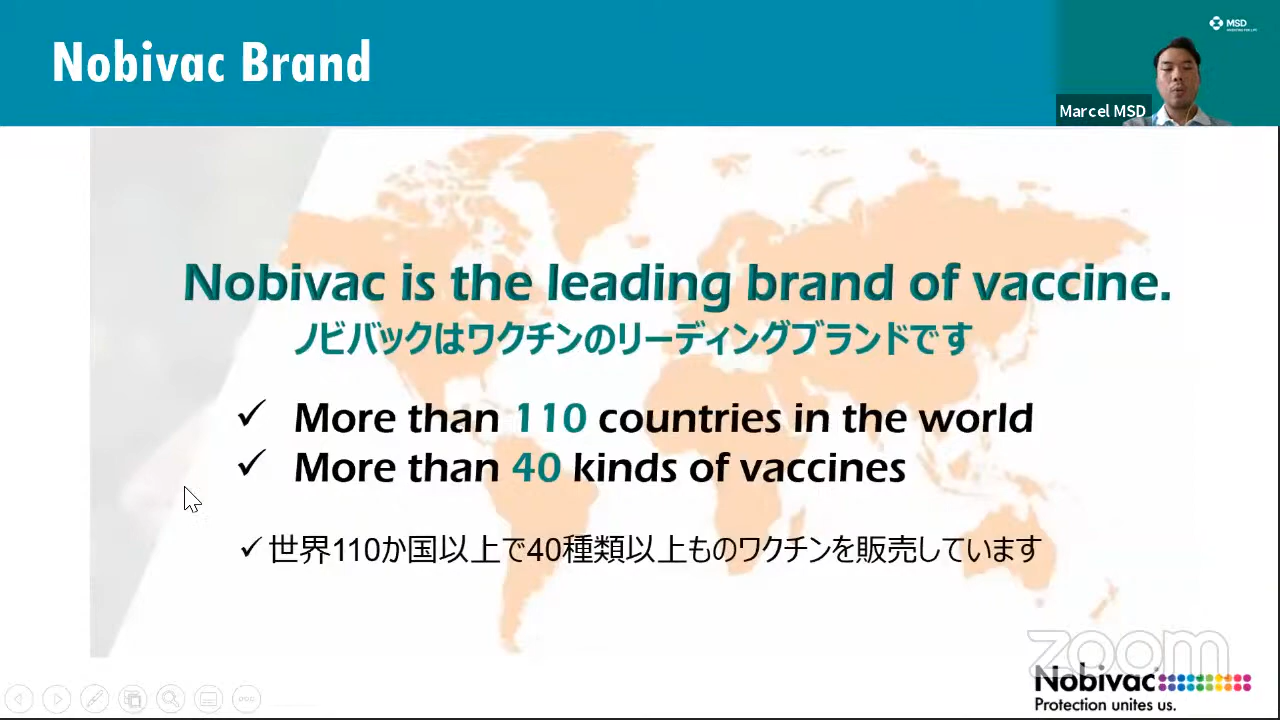 Nobivac Brand
MSD
INVENTING FOR LIFE
Marcel MSD
Nobivac is the leading brand of vaccine.
ノビバックはワクチンのリーディングブランドです
✓ More than 110 countries in the world
✓ More than 40 kinds of vaccines
✓世界110か国以上で40種類以上ものワクチンを販売しています
zoom
Nobivac
Protection unites us.